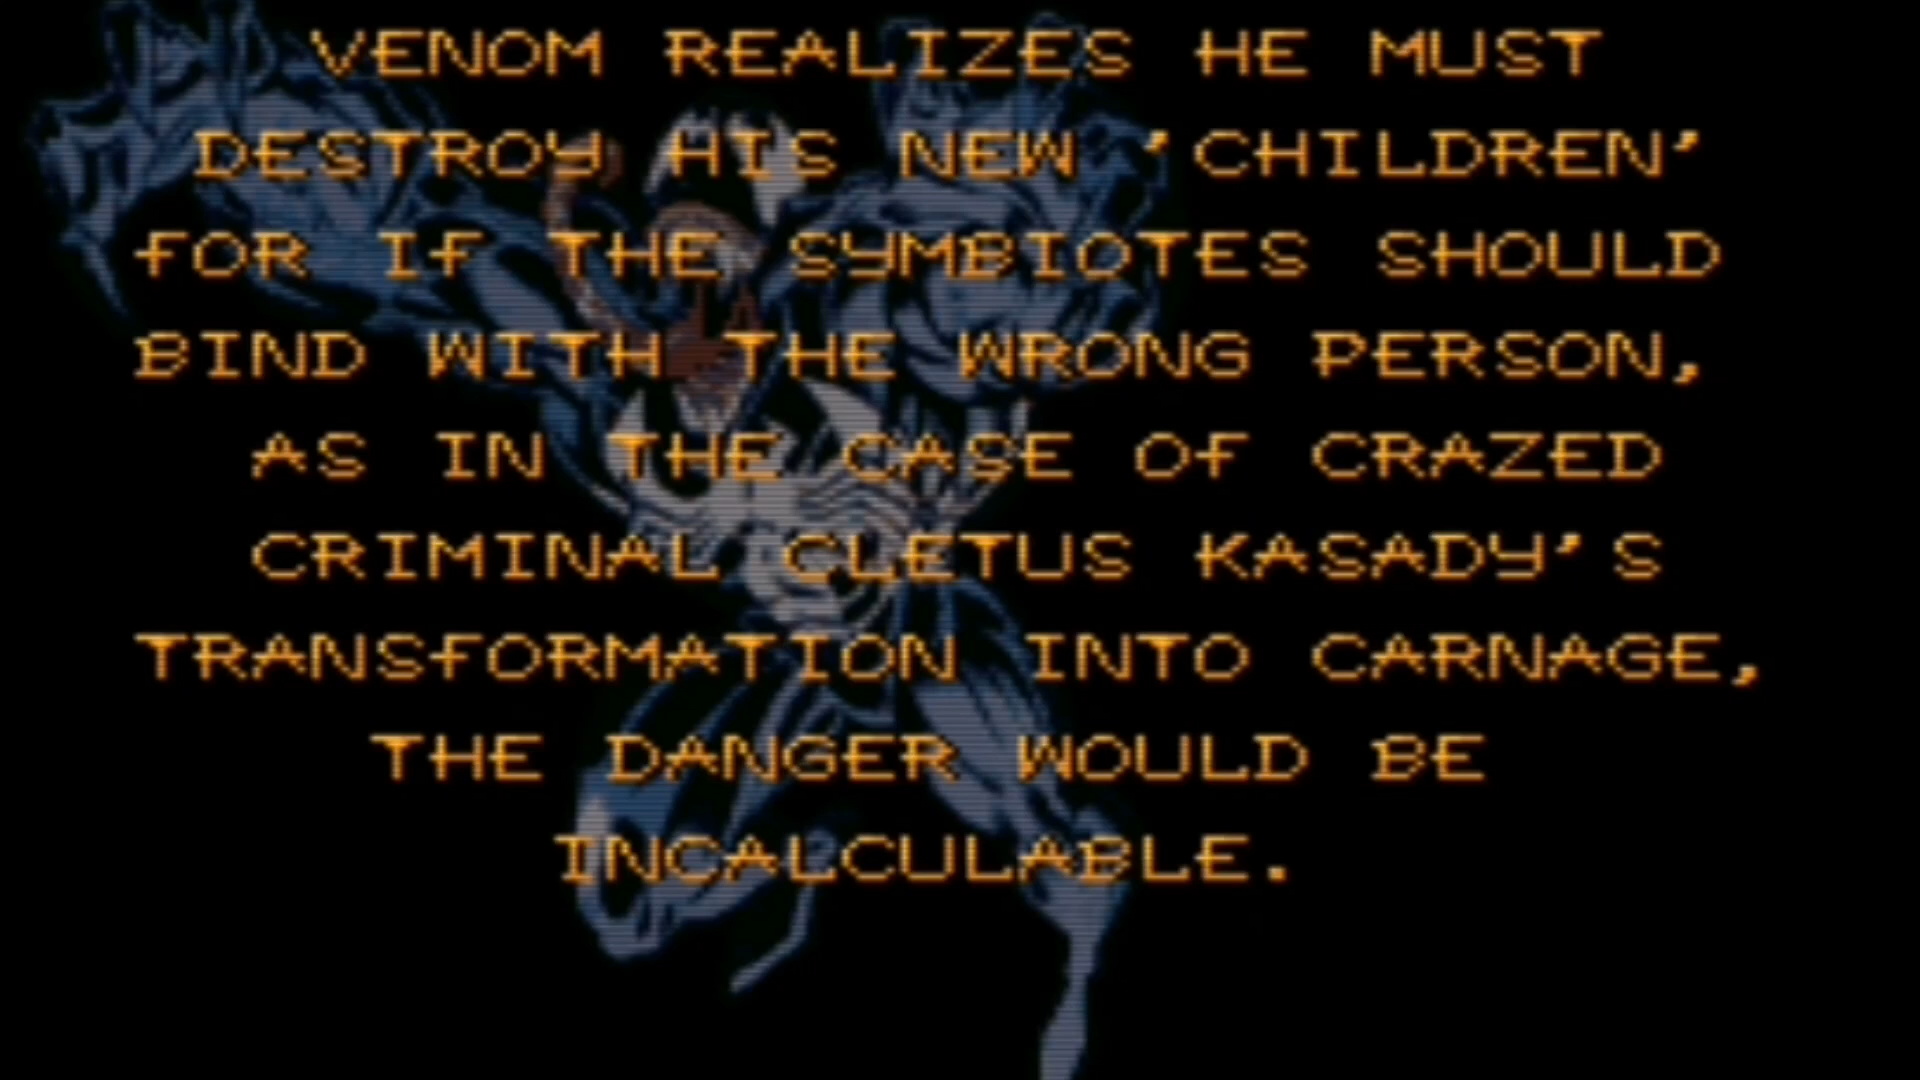 VENOM REALIZES HE MUST
DESTROY HIS NEW 'CHILDREN'
FOR IF THE SYMBIOTES SHOULD
BIND WITH THE WRONG PERSON,
AS IN THE CASE OF CRAZED
CRIMINAL CLETUS KASADY'S
TRANSFORMATION INTO CARNAGE,
THE DANGER WOULD BE
INCALCULABLE.